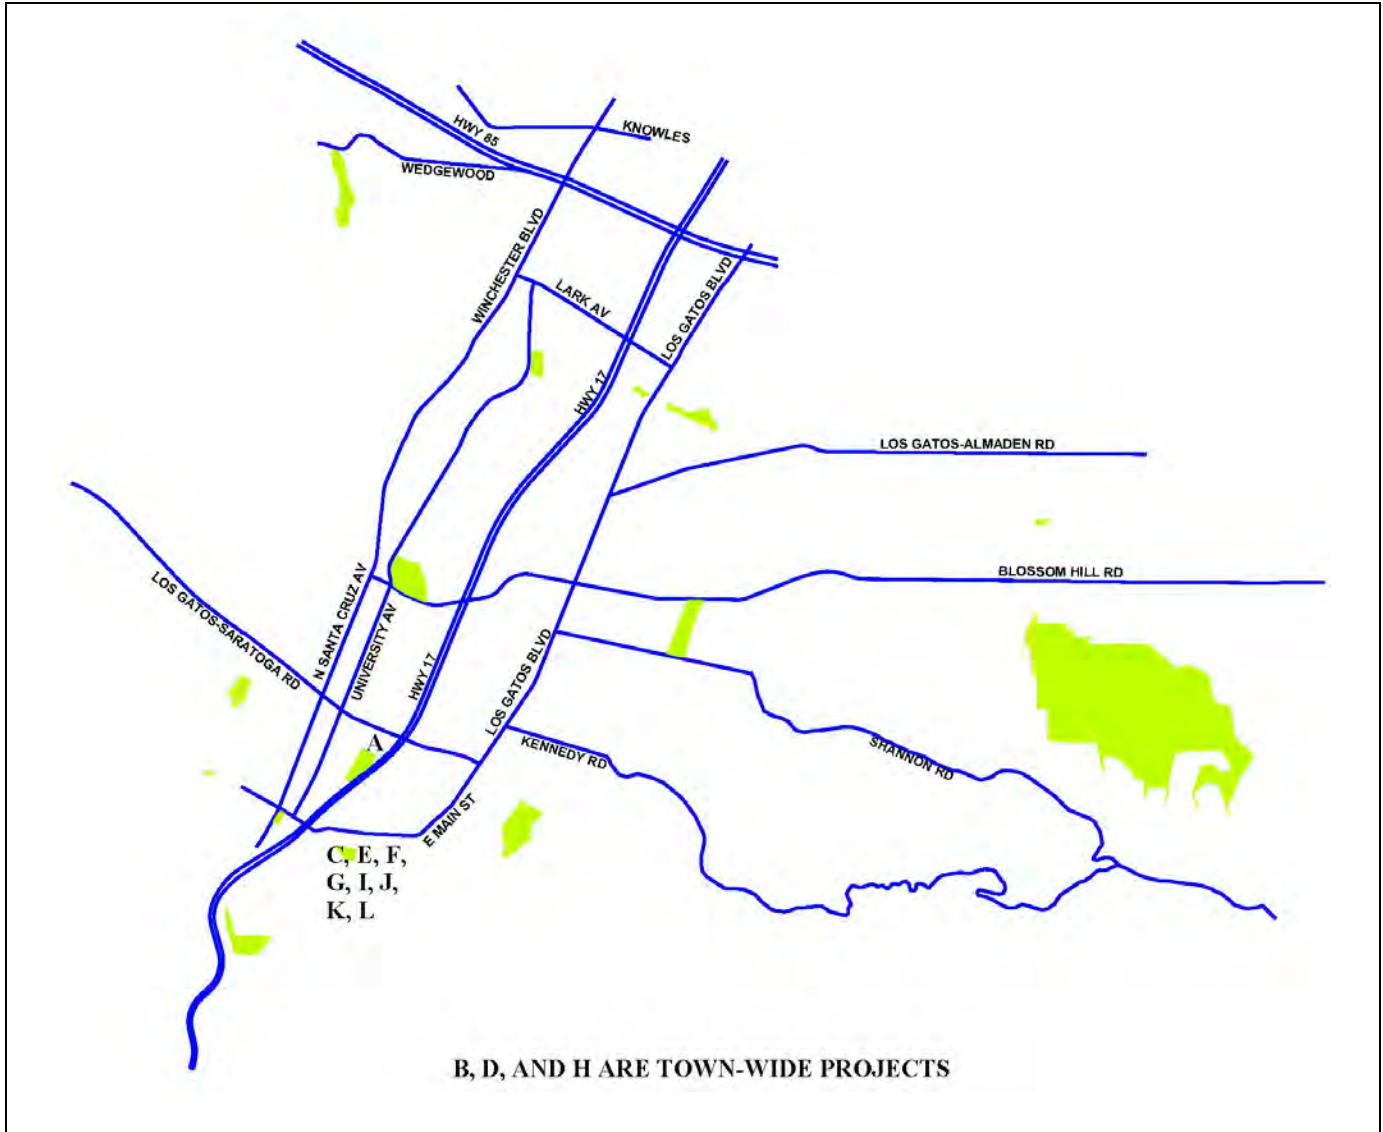 KNOWLES
HWY 85
WEDGEWOOD
WINCHESTER BLVD
LARK AV
LOS GATOS BLVD
HWY 17
LOS GATOS-ALMADEN RD
BLOSSOM HILL RD
LOS GATOS-SARATOGA RD
N SANTA CRUZ AV
UNIVERSITY AV
HWY 17
LOS GATOS BLVD
A
KENNEDY RD
SHANNON RD
E MAIN ST
C, E, F,
G, I, J,
K, L
B, D, AND H ARE TOWN-WIDE PROJECTS